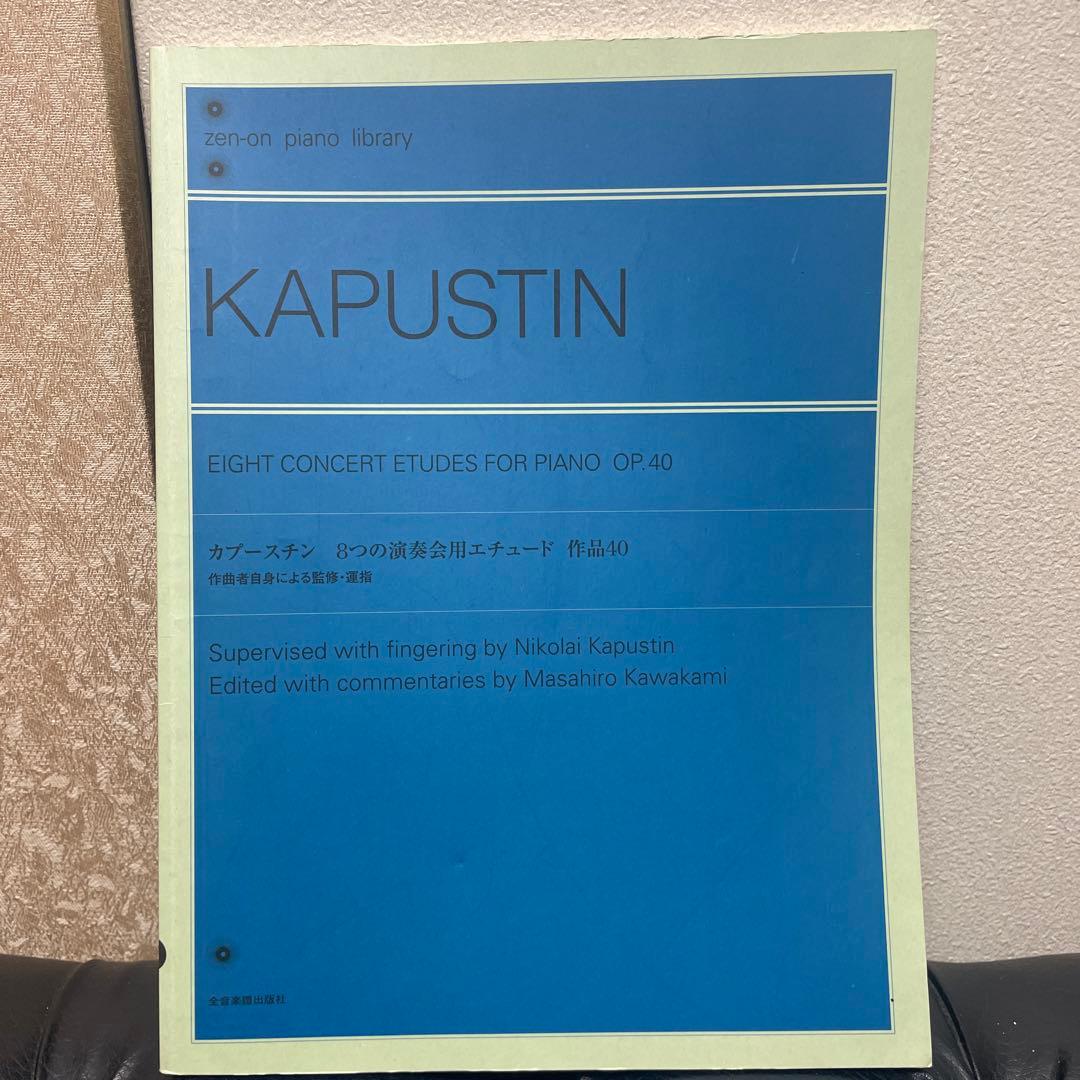 zen-on piano library
KAPUSTIN
EIGHT CONCERT ETUDES FOR PIANO OP.40
カプースチン 8つの演奏会用エチュード 作品40
作曲者自身による監修・運指
Supervised with fingering by Nikolai Kapustin
Edited with commentaries by Masahiro Kawakami
全音楽譜出版社